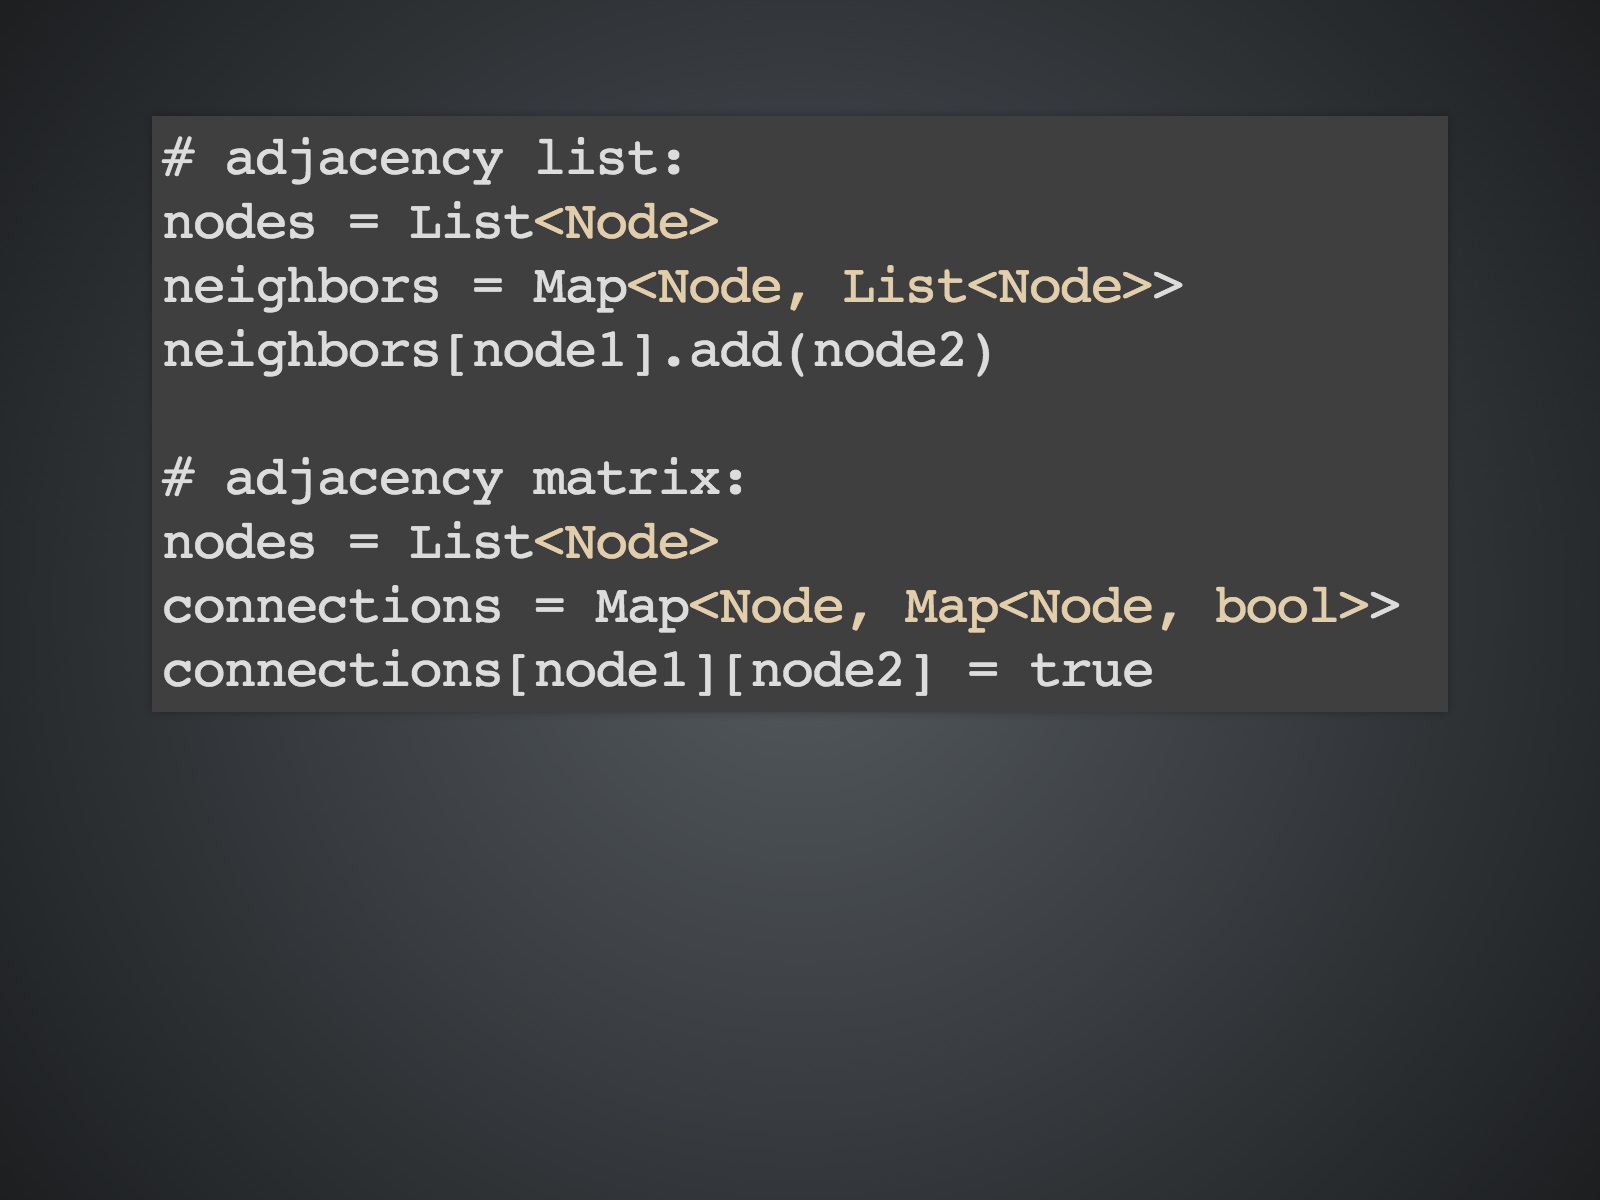 # adjacency list:
nodes = List<Node>
neighbors = Map<Node, List<Node>>
neighbors[node1].add(node2)

# adjacency matrix:
nodes = List<Node>
connections = Map<Node, Map<Node, bool>>
connections[node1][node2] = true